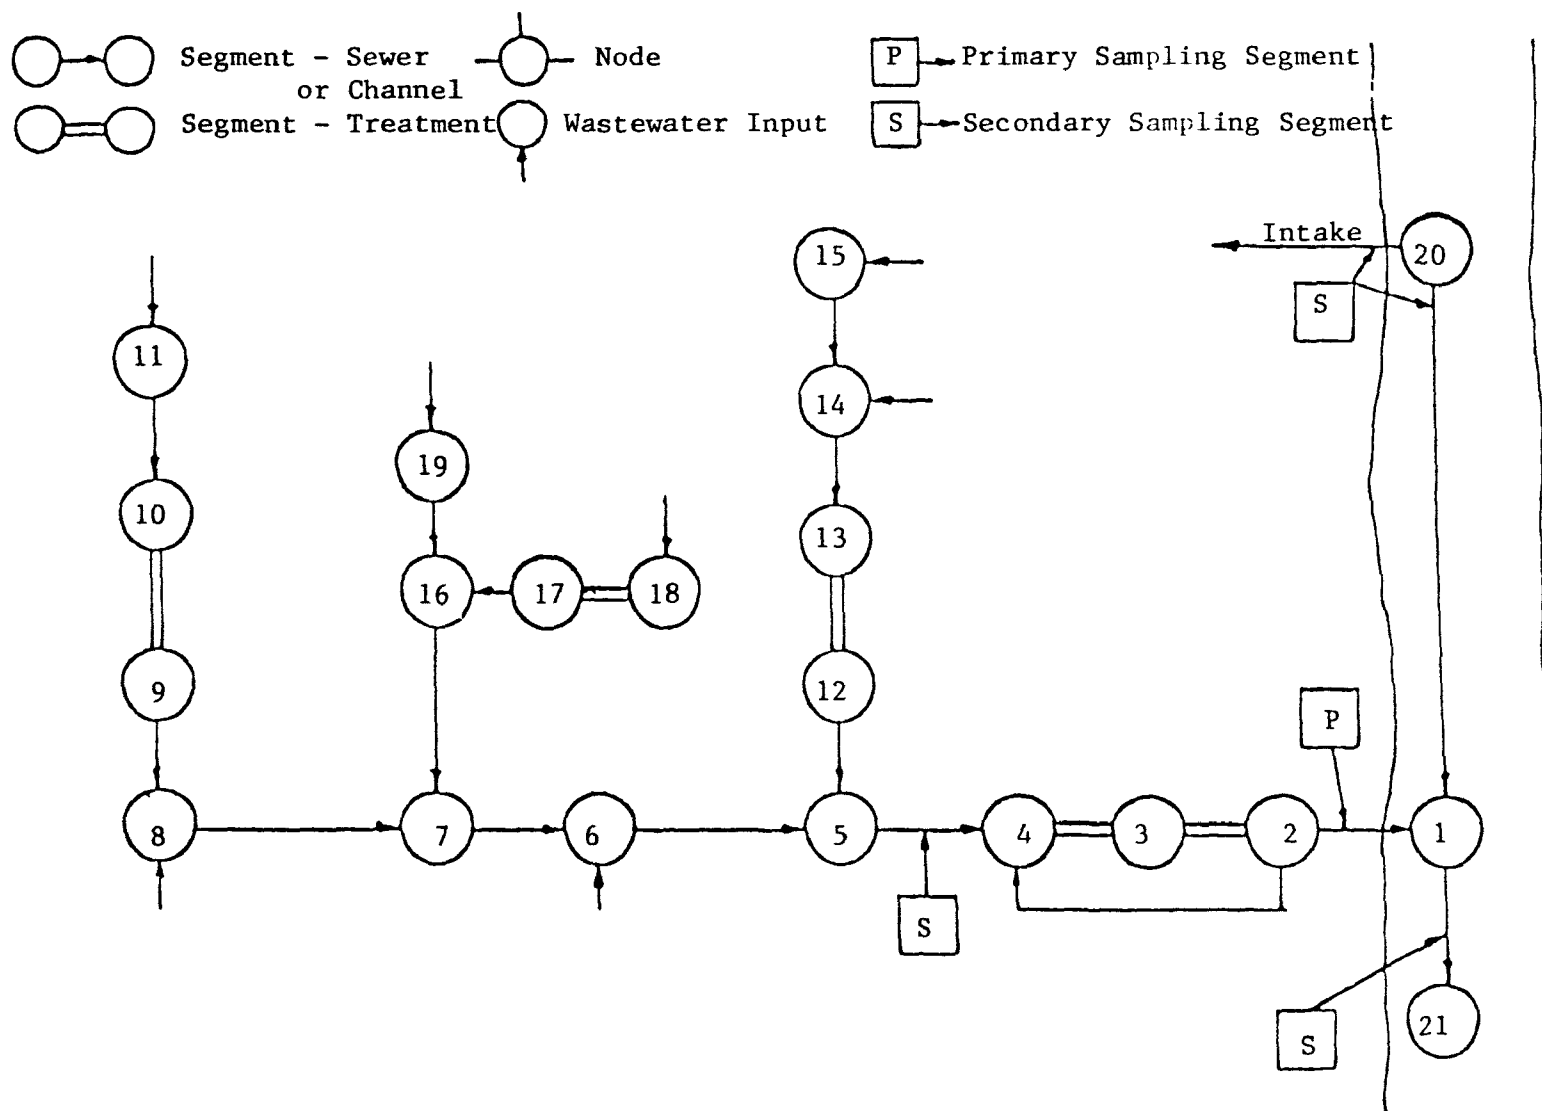 Segment - Sewer
or Channel
Node
P
Primary Sampling Segment
Segment - Treatment
Wastewater Input
S
Secondary Sampling Segment
15
Intake
20
S
11
14
19
10
13
16
17
18
9
12
P
8
7
6
5
4
3
2
1
S
21
S